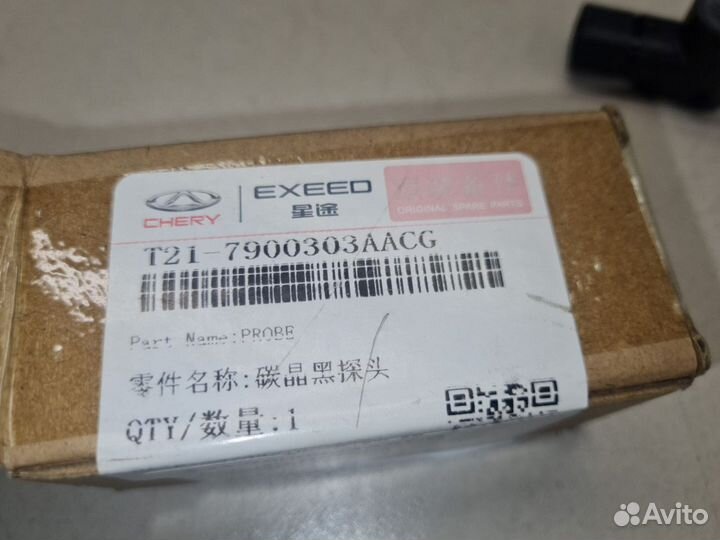 CHERY
EXEED
星途
ORIGINAL SPARE PARTS
T21-7900303AACG
Part Name:PROBE
零件名称:碳晶黑探头
QTY/数量:1
Avito